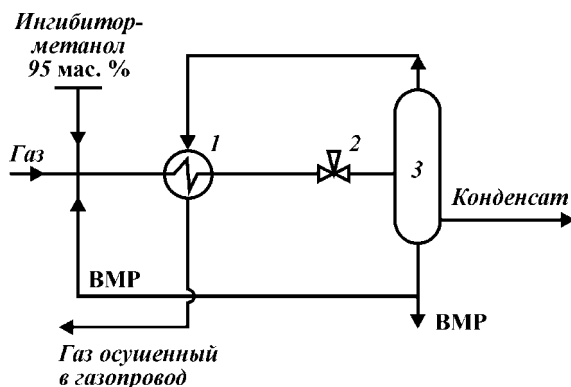 Ингибитор-
метанол
95 мас. %
Газ
1
2
3
Конденсат
ВМР
ВМР
Газ осушенный
в газопровод